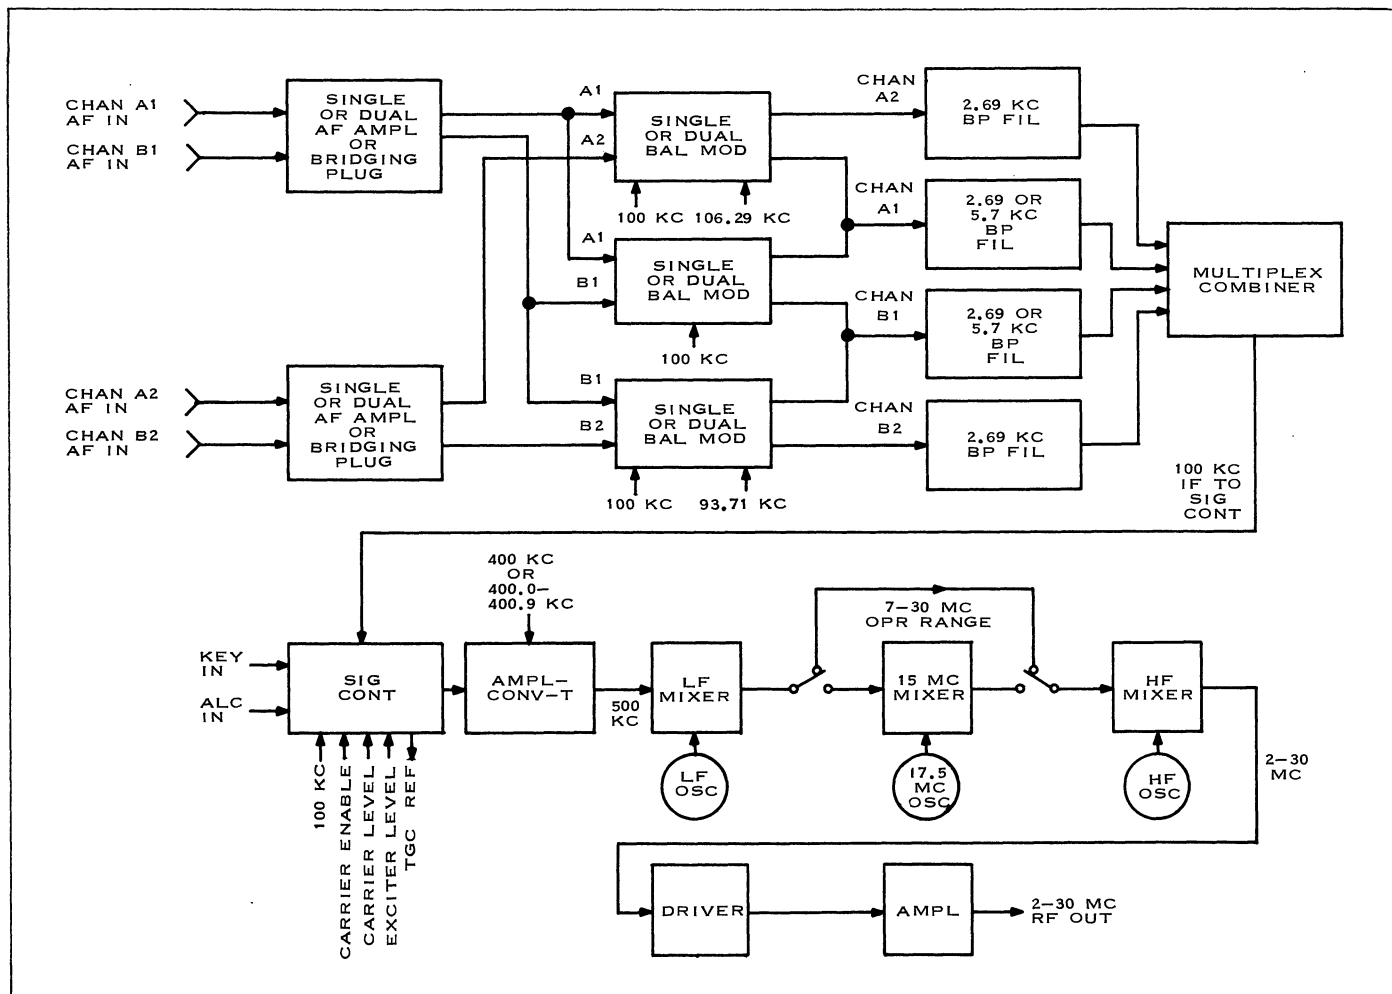 CHAN A1
AF IN
CHAN B1
AF IN
SINGLE
OR DUAL
AF AMPL
OR
BRIDGING
PLUG
A1
A2
SINGLE
OR DUAL
BAL MOD
100 KC
106.29 KC
CHAN
A2
2.69 KC
BP FIL
A1
B1
SINGLE
OR DUAL
BAL MOD
100 KC
CHAN
A1
2.69 OR
5.7 KC
BP
FIL
CHAN
B1
2.69 OR
5.7 KC
BP
FIL
MULTIPLEX
COMBINER
CHAN A2
AF IN
CHAN B2
AF IN
SINGLE
OR DUAL
AF AMPL
OR
BRIDGING
PLUG
B1
B2
SINGLE
OR DUAL
BAL MOD
100 KC
93.71 KC
CHAN
B2
2.69 KC
BP FIL
100 KC
IF TO
SIG
CONT
400 KC
OR
400.0–
400.9 KC
7–30 MC
OPR RANGE
KEY
IN
ALC
IN
SIG
CONT
AMPL–
CONV–T
500
KC
LF
MIXER
15 MC
MIXER
HF
MIXER
LF
OSC
17.5
MC
OSC
HF
OSC
2–30
MC
100 KC
CARRIER ENABLE
CARRIER LEVEL
EXCITER LEVEL
TGC REF
DRIVER
AMPL
2–30 MC
RF OUT